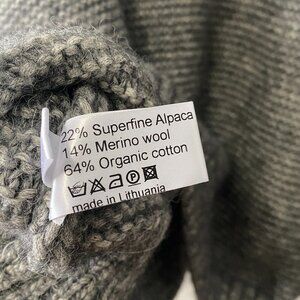 22% Superfine Alpaca
14% Merino wool
64% Organic cotton
made in Lithuania